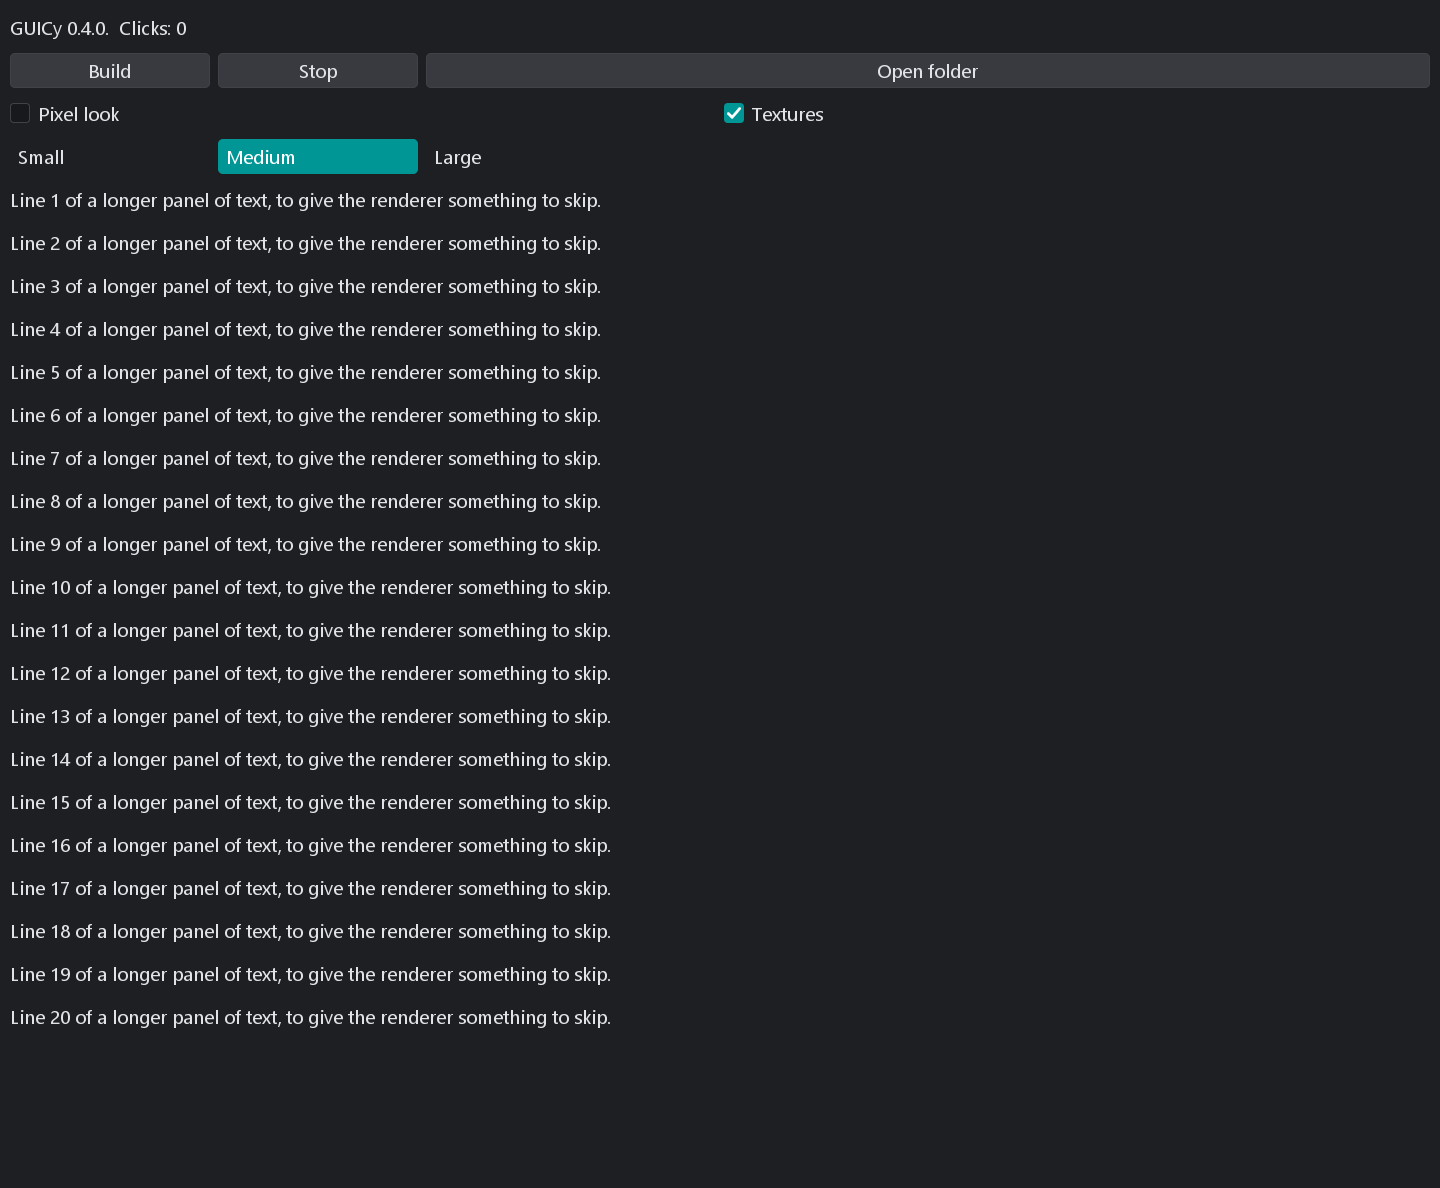 GUICy 0.4.0.  Clicks: 0
Build Stop Open folder
Pixel look Textures
Small Medium Large
Line 1 of a longer panel of text, to give the renderer something to skip.
Line 2 of a longer panel of text, to give the renderer something to skip.
Line 3 of a longer panel of text, to give the renderer something to skip.
Line 4 of a longer panel of text, to give the renderer something to skip.
Line 5 of a longer panel of text, to give the renderer something to skip.
Line 6 of a longer panel of text, to give the renderer something to skip.
Line 7 of a longer panel of text, to give the renderer something to skip.
Line 8 of a longer panel of text, to give the renderer something to skip.
Line 9 of a longer panel of text, to give the renderer something to skip.
Line 10 of a longer panel of text, to give the renderer something to skip.
Line 11 of a longer panel of text, to give the renderer something to skip.
Line 12 of a longer panel of text, to give the renderer something to skip.
Line 13 of a longer panel of text, to give the renderer something to skip.
Line 14 of a longer panel of text, to give the renderer something to skip.
Line 15 of a longer panel of text, to give the renderer something to skip.
Line 16 of a longer panel of text, to give the renderer something to skip.
Line 17 of a longer panel of text, to give the renderer something to skip.
Line 18 of a longer panel of text, to give the renderer something to skip.
Line 19 of a longer panel of text, to give the renderer something to skip.
Line 20 of a longer panel of text, to give the renderer something to skip.